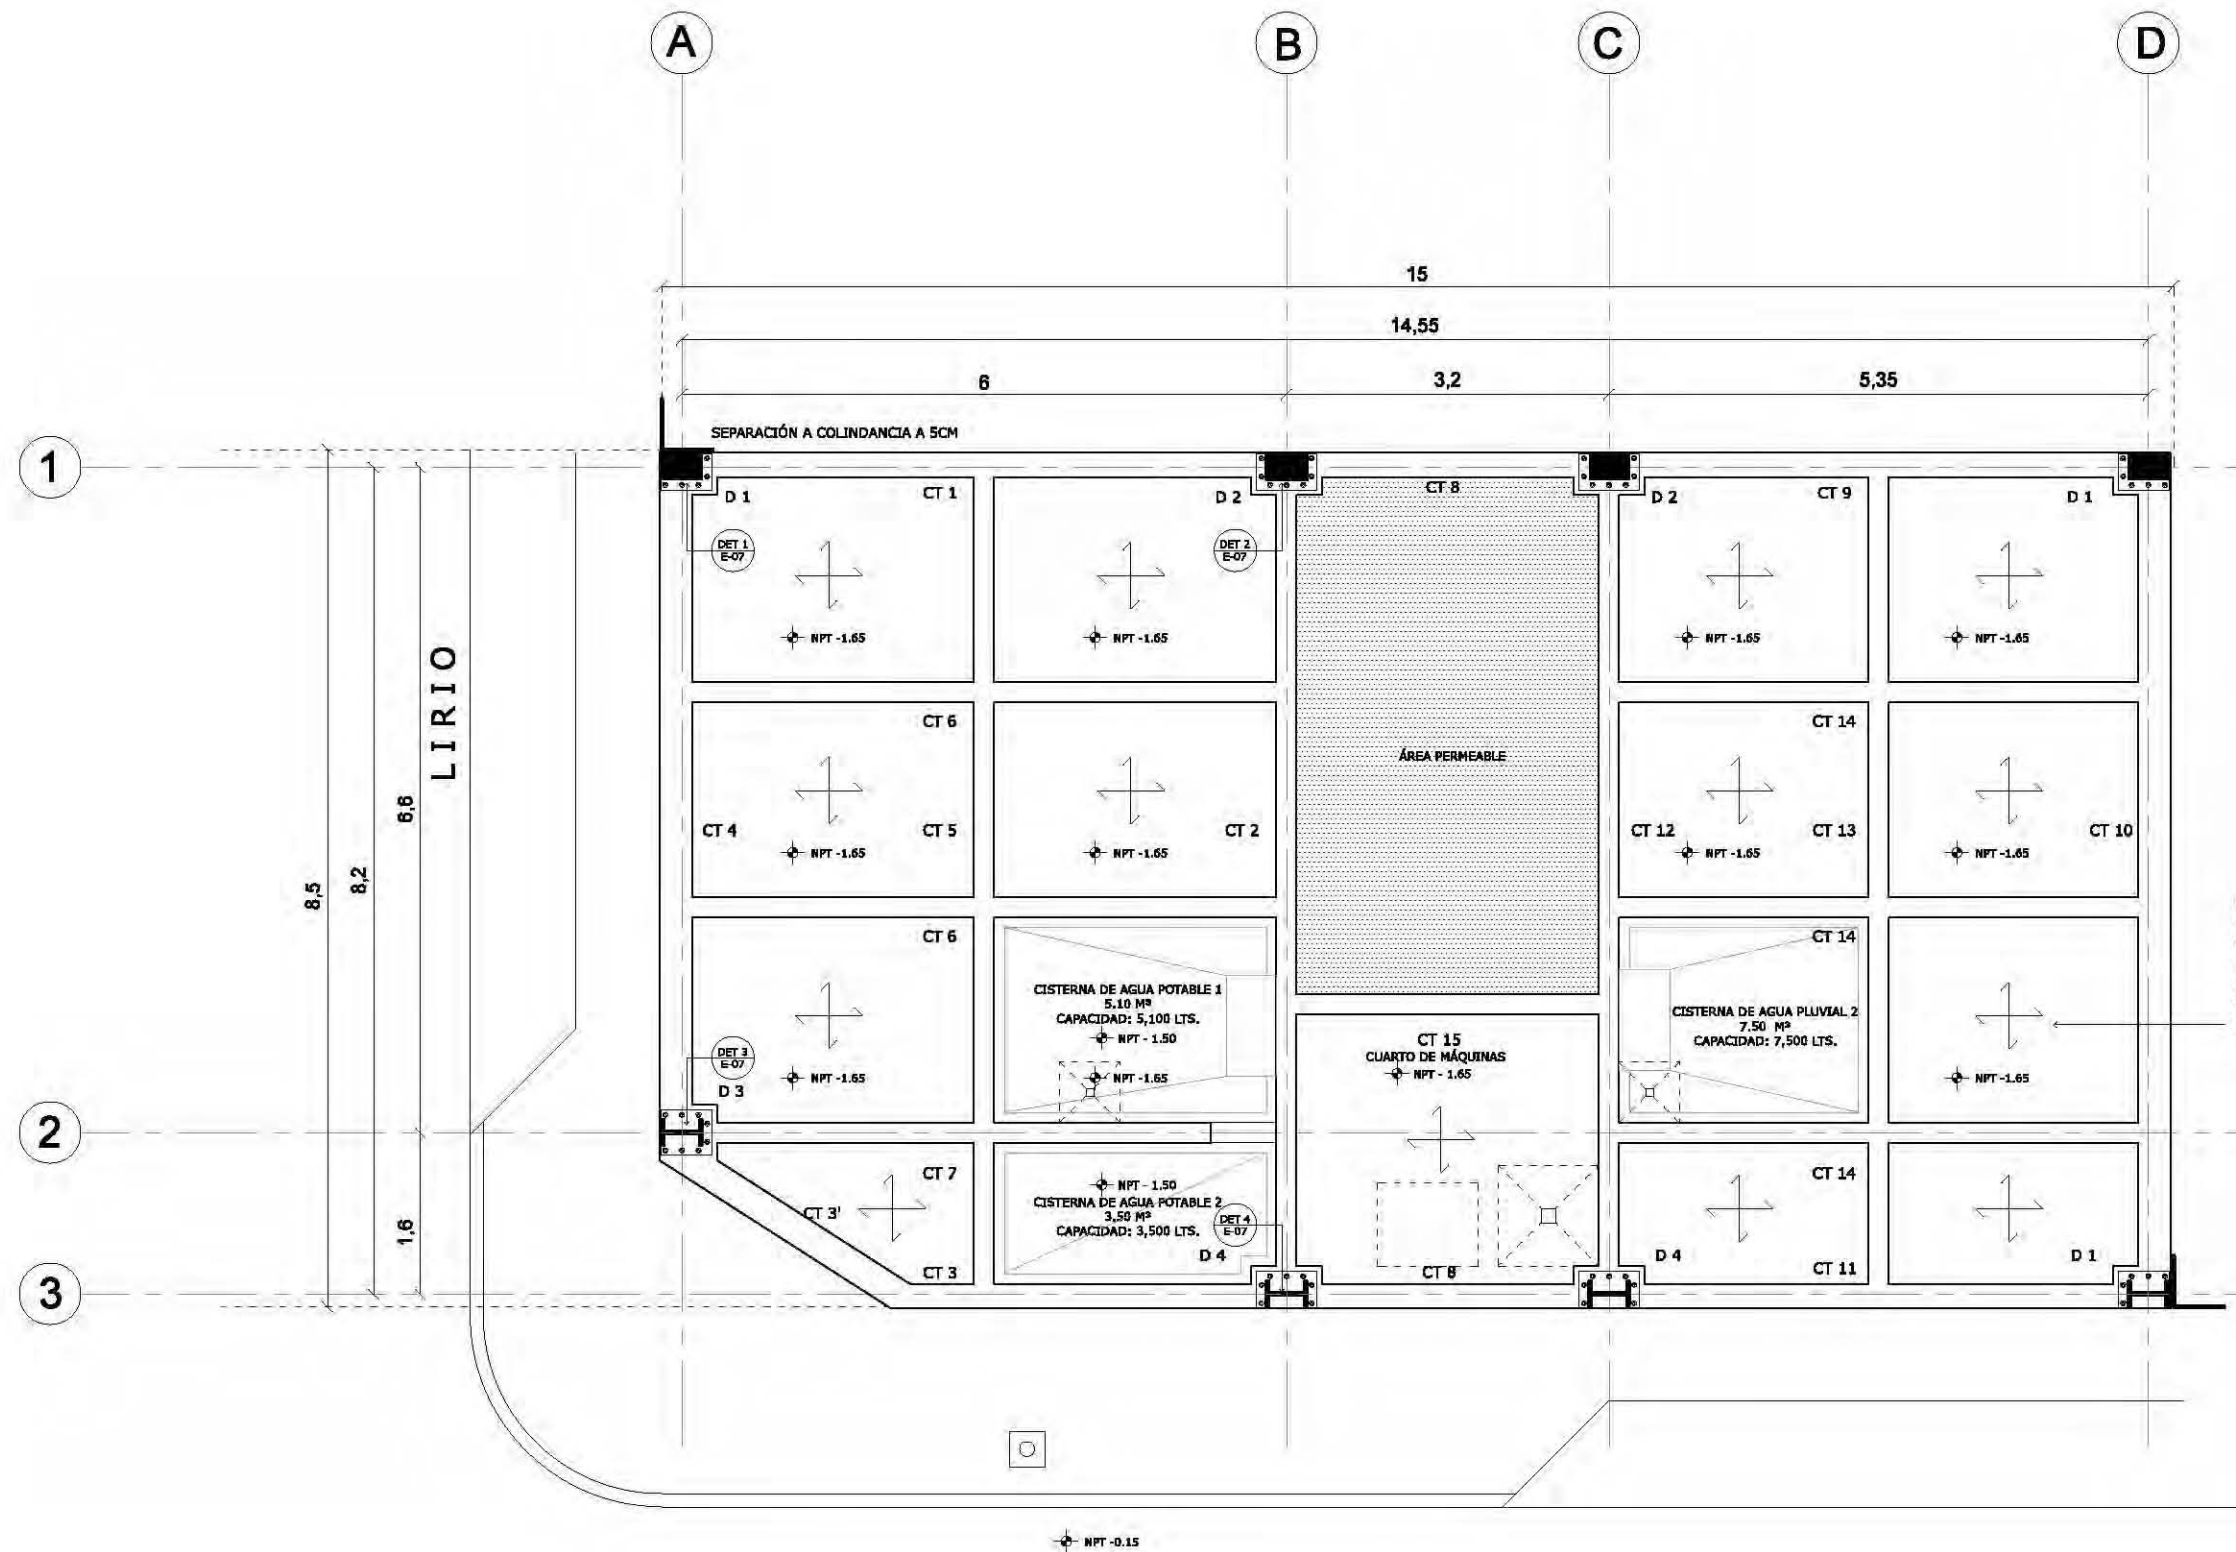 A
B
C
D
15
14,55
6
3,2
5,35
SEPARACIÓN A COLINDANCIA A 5CM
1
D 1
CT 1
D 2
CT 8
D 2
CT 9
D 1
DET 1
E-07
DET 2
E-07
NPT -1.65
NPT -1.65
NPT -1.65
NPT -1.65
LIRIO
CT 6
CT 14
ÁREA PERMEABLE
6,6
8,2
8,5
CT 4
CT 5
CT 2
CT 12
CT 13
CT 10
NPT -1.65
NPT -1.65
NPT -1.65
NPT -1.65
CT 6
CT 14
CISTERNA DE AGUA POTABLE 1
5.10 M³
CAPACIDAD: 5,100 LTS.
NPT - 1.50
NPT -1.65
CISTERNA DE AGUA PLUVIAL 2
7.50 M³
CAPACIDAD: 7,500 LTS.
CT 15
CUARTO DE MÁQUINAS
NPT - 1.65
DET 3
E-07
NPT -1.65
NPT -1.65
D 3
2
CT 7
NPT - 1.50
CISTERNA DE AGUA POTABLE 2
3,50 M³
CAPACIDAD: 3,500 LTS.
CT 14
CT 3'
DET 4
E-07
1,6
D 4
D 4
D 1
CT 3
CT 8
CT 11
3
NPT -0.15